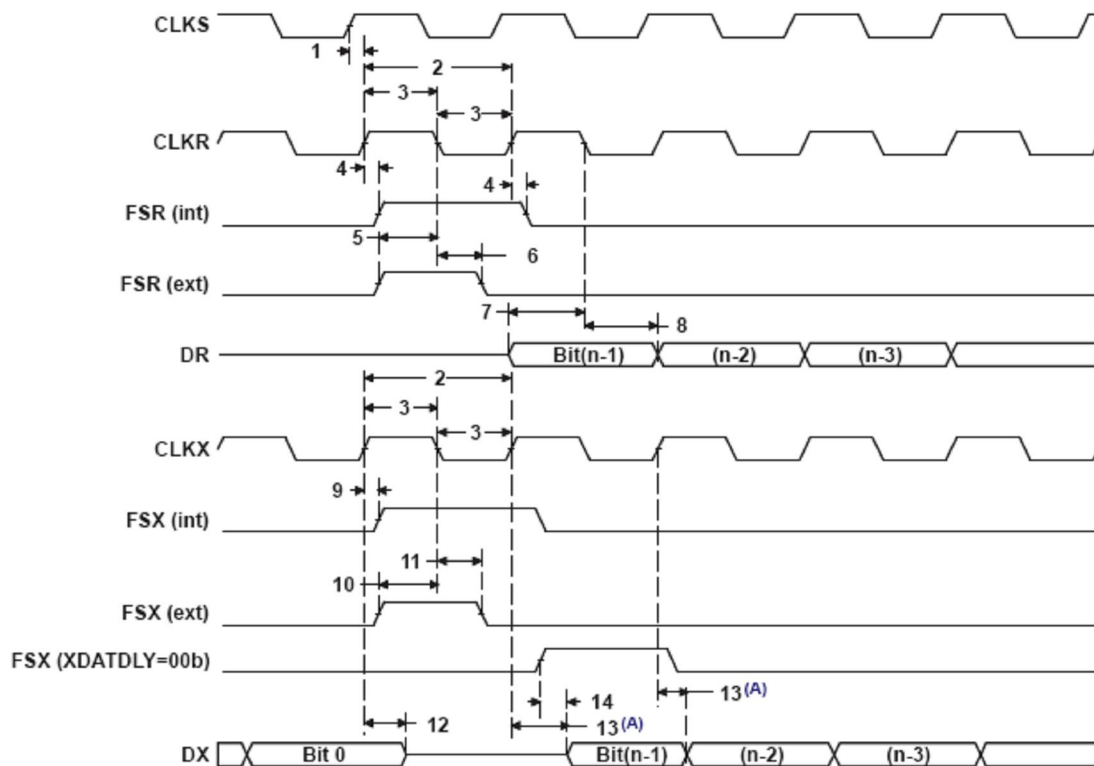 CLKS
1
2
3
3
CLKR
4
4
FSR (int)
5
6
FSR (ext)
7
8
DR
Bit(n-1) (n-2) (n-3)
2
3
3
CLKX
9
FSX (int)
11
10
FSX (ext)
FSX (XDATDLY=00b)
14
13(A)
12
13(A)
DX
Bit 0 Bit(n-1) (n-2) (n-3)